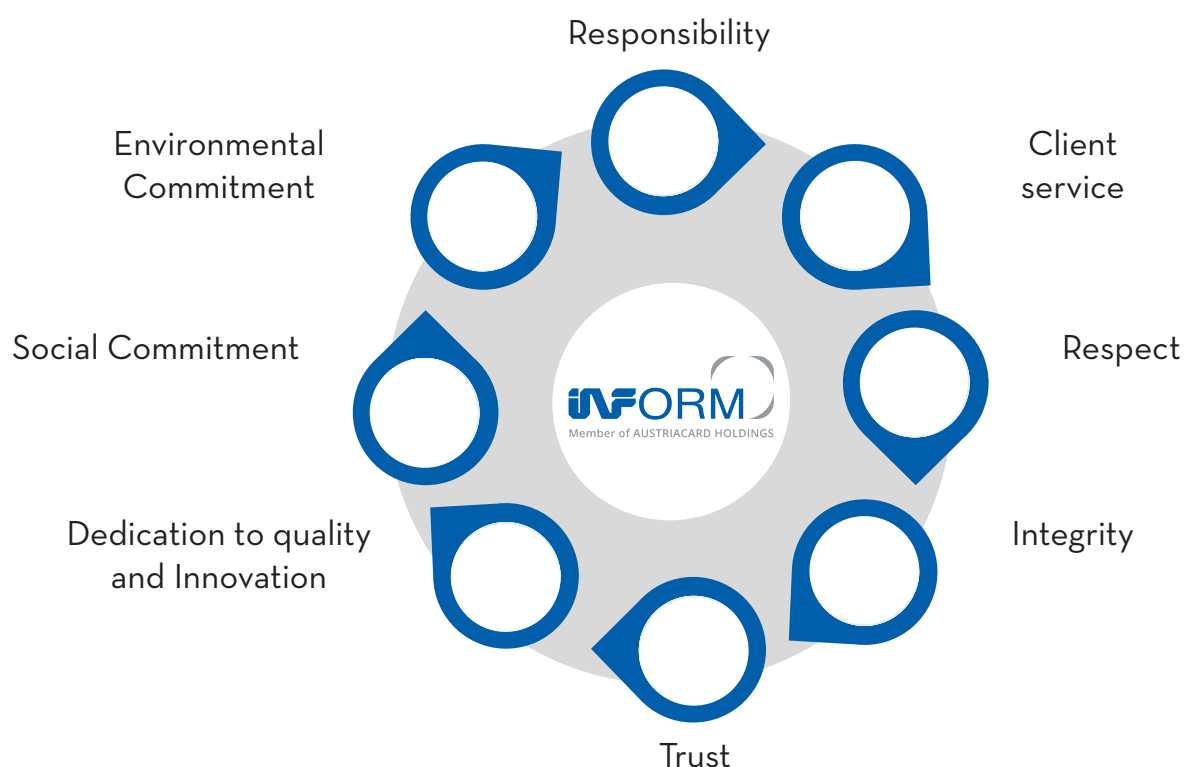 Responsibility
Environmental
Commitment
Client
service
Social Commitment
Respect
INFORM
Member of AUSTRIACARD HOLDINGS
Dedication to quality
and Innovation
Integrity
Trust